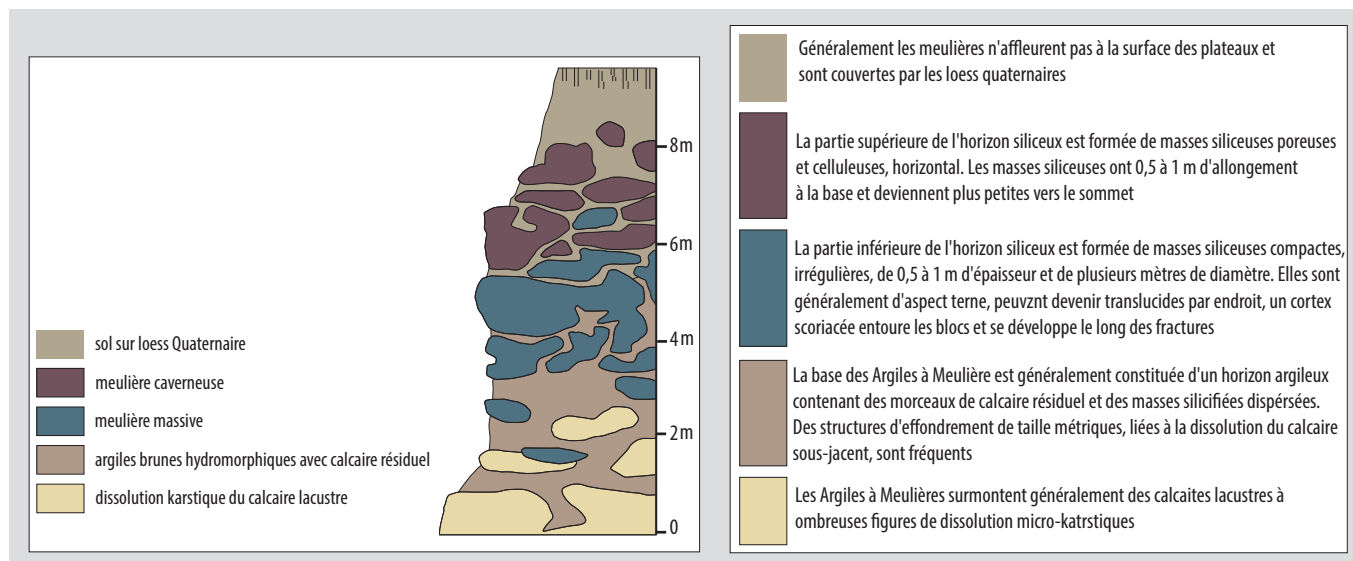 8m
6m
4m
2m
0
sol sur loess Quaternaire
meulière caverneuse
meulière massive
argiles brunes hydromorphiques avec calcaire résiduel
dissolution karstique du calcaire lacustre
Généralement les meulières n'affleurent pas à la surface des plateaux et
sont couvertes par les loess quaternaires
La partie supérieure de l'horizon siliceux est formée de masses siliceuses poreuses
et celluleuses, horizontal. Les masses siliceuses ont 0,5 à 1 m d'allongement
à la base et deviennent plus petites vers le sommet
La partie inférieure de l'horizon siliceux est formée de masses siliceuses compactes,
irrégulières, de 0,5 à 1 m d'épaisseur et de plusieurs mètres de diamètre. Elles sont
généralement d'aspect terne, peuvznt devenir translucides par endroit, un cortex
scoriacée entoure les blocs et se développe le long des fractures
La base des Argiles à Meulière est généralement constituée d'un horizon argileux
contenant des morceaux de calcaire résiduel et des masses silicifiées dispérsées.
Des structures d'effondrement de taille métriques, liées à la dissolution du calcaire
sous-jacent, sont fréquents
Les Argiles à Meulières surmontent généralement des calcaites lacustres à
ombreuses figures de dissolution micro-katrstiques